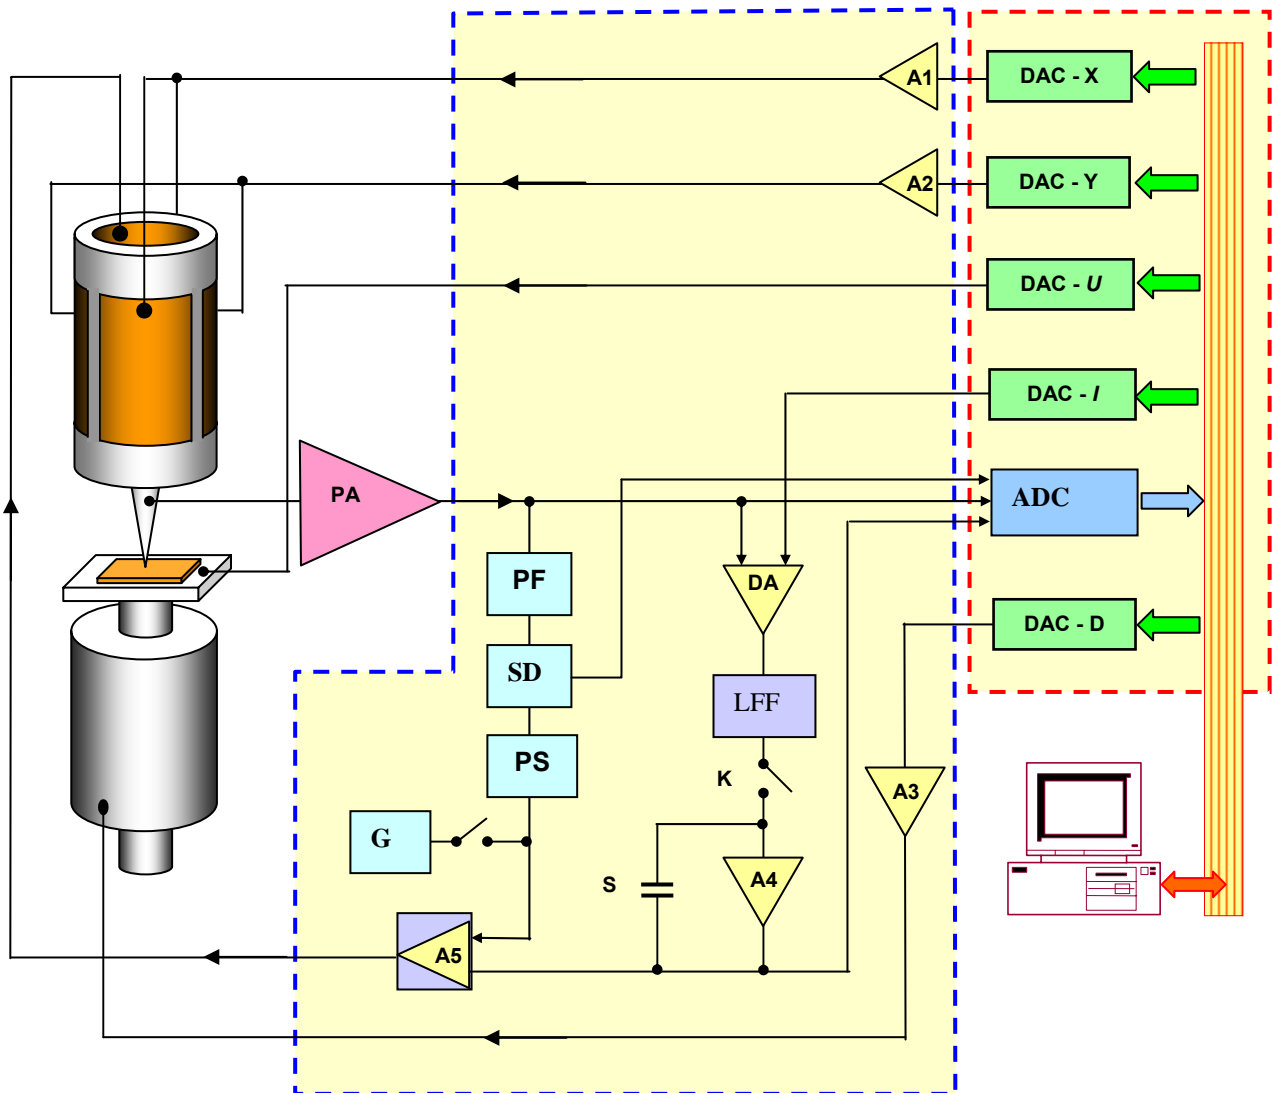 A1
DAC - X
A2
DAC - Y
DAC - U
DAC - I
PA
ADC
PF
DA
DAC - D
SD
LFF
PS
K
A3
G
S
A4
A5